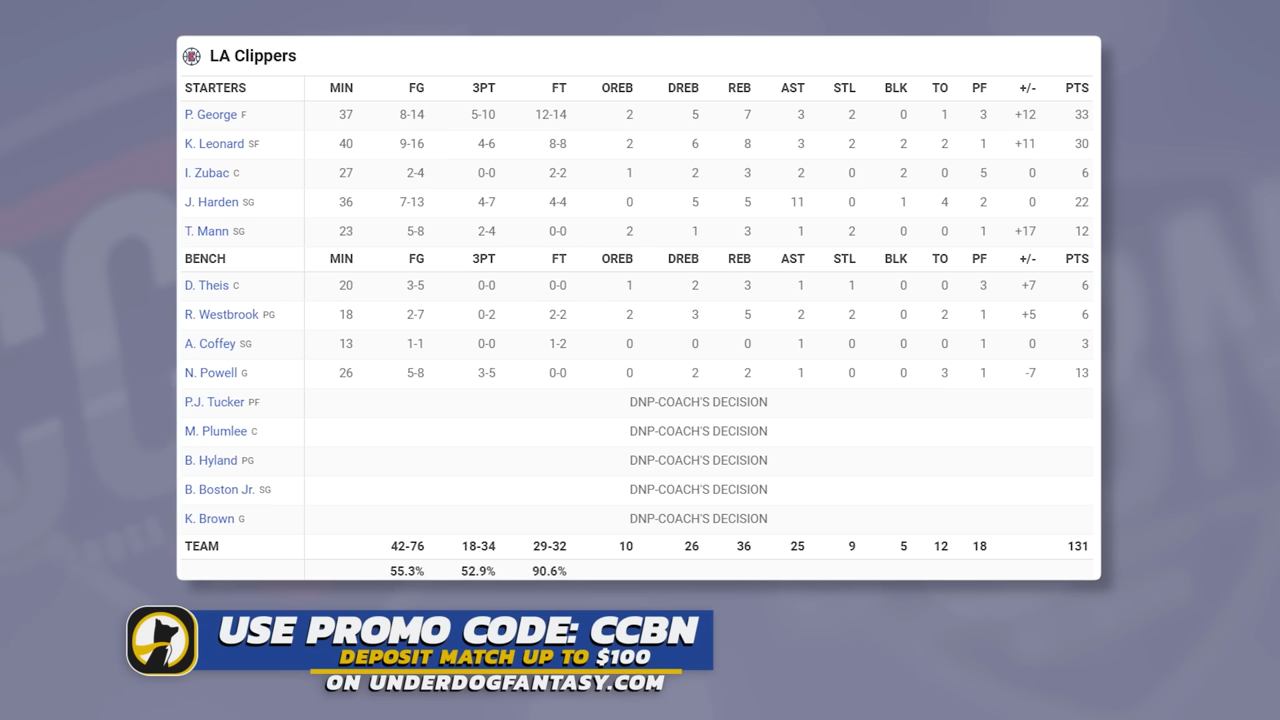 LA Clippers
STARTERS MIN FG 3PT FT OREB DREB REB AST STL BLK TO PF +/- PTS
P. George F 37 8-14 5-10 12-14 2 5 7 3 2 0 1 3 +12 33
K. Leonard SF 40 9-16 4-6 8-8 2 6 8 3 2 2 2 1 +11 30
I. Zubac C 27 2-4 0-0 2-2 1 2 3 2 0 2 0 5 0 6
J. Harden SG 36 7-13 4-7 4-4 0 5 5 11 0 1 4 2 0 22
T. Mann SG 23 5-8 2-4 0-0 2 1 3 1 2 0 0 1 +17 12
BENCH MIN FG 3PT FT OREB DREB REB AST STL BLK TO PF +/- PTS
D. Theis C 20 3-5 0-0 0-0 1 2 3 1 1 0 0 3 +7 6
R. Westbrook PG 18 2-7 0-2 2-2 2 3 5 2 2 0 2 1 +5 6
A. Coffey SG 13 1-1 0-0 1-2 0 0 0 1 0 0 0 1 0 3
N. Powell G 26 5-8 3-5 0-0 0 2 2 1 0 0 3 1 -7 13
P.J. Tucker PF DNP-COACH'S DECISION
M. Plumlee C DNP-COACH'S DECISION
B. Hyland PG DNP-COACH'S DECISION
B. Boston Jr. SG DNP-COACH'S DECISION
K. Brown G DNP-COACH'S DECISION
TEAM 42-76 18-34 29-32 10 26 36 25 9 5 12 18 131
55.3% 52.9% 90.6%
USE PROMO CODE: CCBN
DEPOSIT MATCH UP TO $100
ON UNDERDOGFANTASY.COM